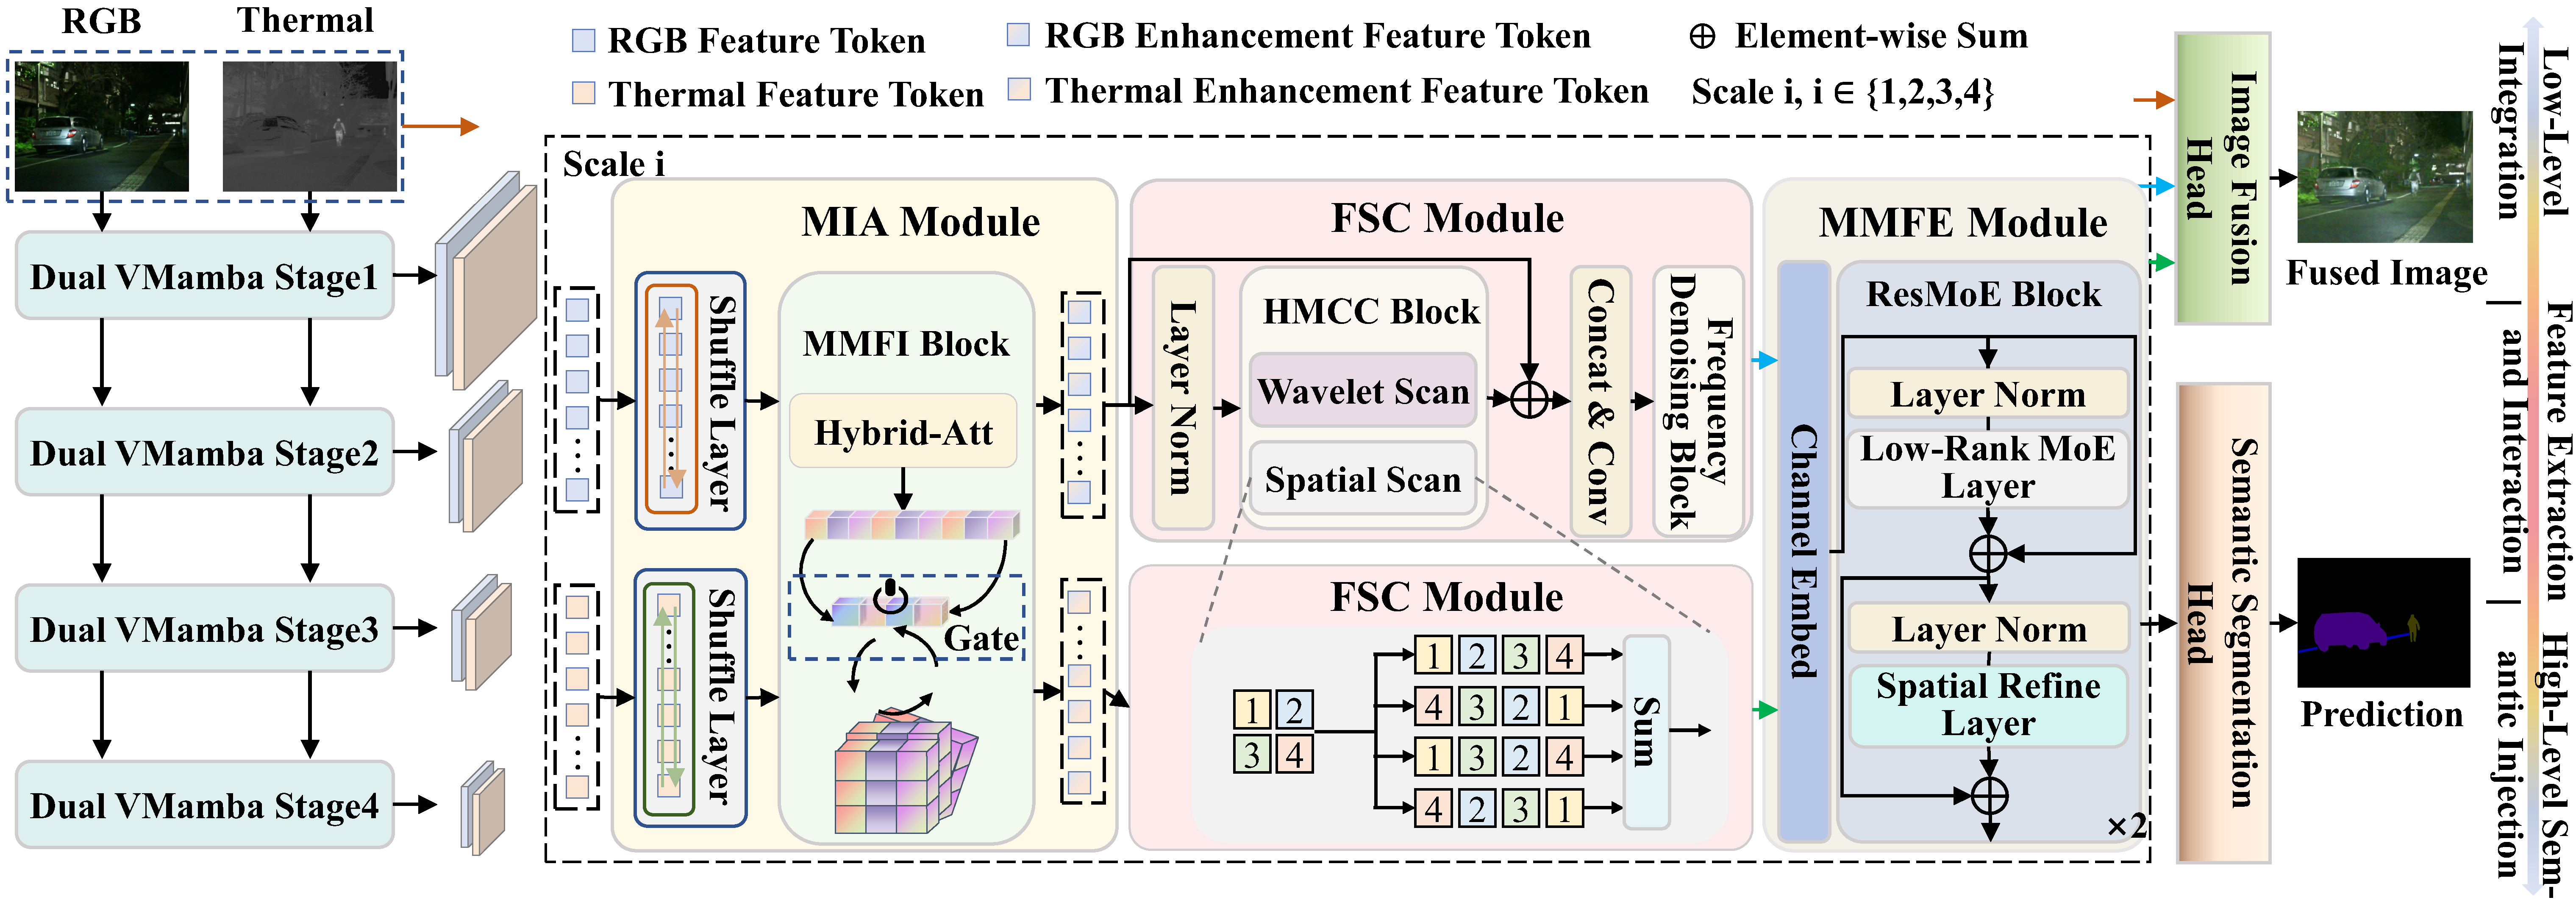 RGB
Thermal
RGB Feature Token
RGB Enhancement Feature Token
Element-wise Sum
Thermal Feature Token
Thermal Enhancement Feature Token
Scale i, i ∈ {1,2,3,4}
Dual VMamba Stage1
Dual VMamba Stage2
Dual VMamba Stage3
Dual VMamba Stage4
Scale i
MIA Module
Shuffle Layer
Shuffle Layer
MMFI Block
Hybrid-Att
Gate
FSC Module
Layer Norm
HMCC Block
Wavelet Scan
Spatial Scan
Concat & Conv
Frequency
Denoising Block
FSC Module
1 2
3 4
1 2 3 4
4 3 2 1
1 3 2 4
4 2 3 1
Sum
MMFE Module
Channel Embed
ResMoE Block
Layer Norm
Low-Rank MoE
Layer
Layer Norm
Spatial Refine
Layer
×2
Image Fusion
Head
Fused Image
Semantic Segmentation
Head
Prediction
Low-Level
Integration
Feature Extraction
and Interaction
High-Level Sem-
antic Injection